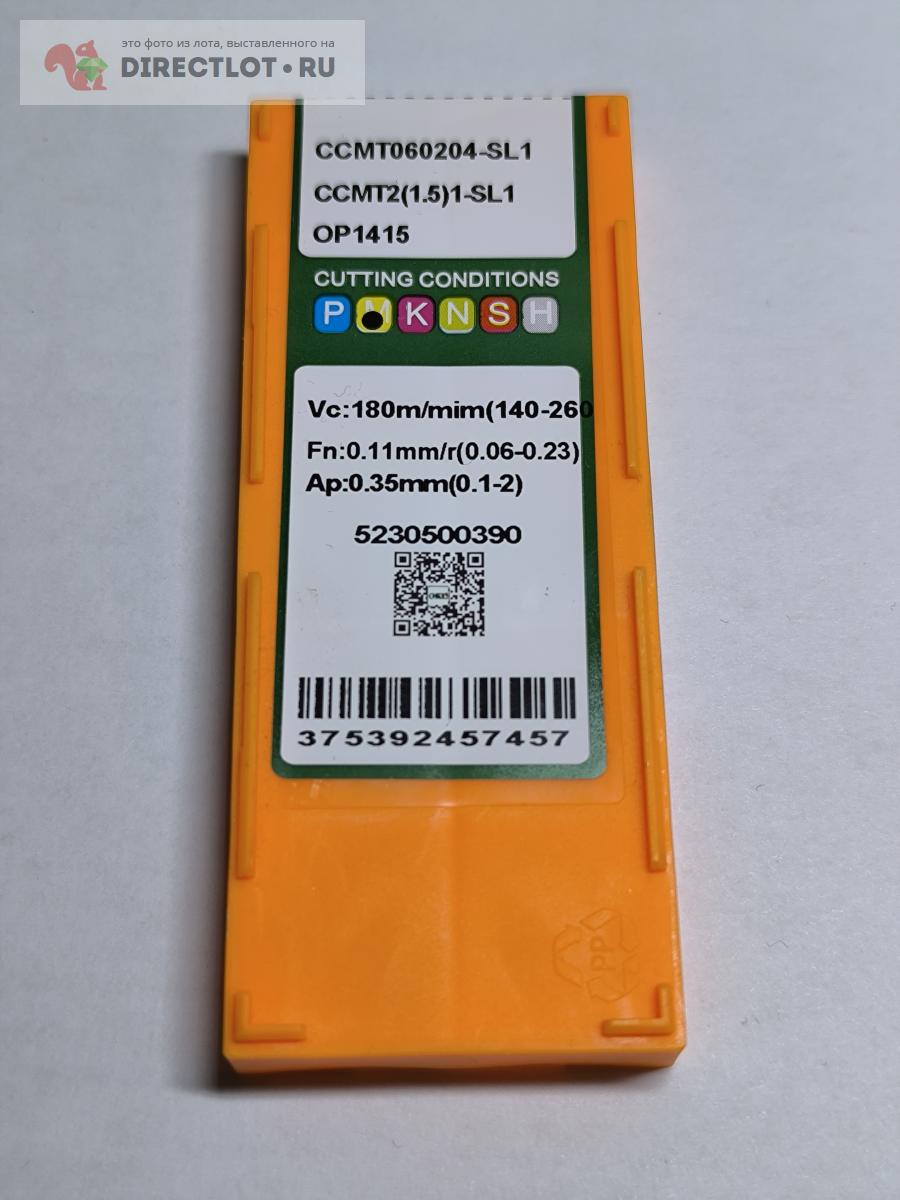 это фото из лота, выставленного на
DIRECTLOT•RU
CCMT060204-SL1
CCMT2(1.5)1-SL1
OP1415
CUTTING CONDITIONS
P M K N S H
Vc:180m/mim(140-260
Fn:0.11mm/r(0.06-0.23)
Ap:0.35mm(0.1-2)
5230500390
375392457457
PP